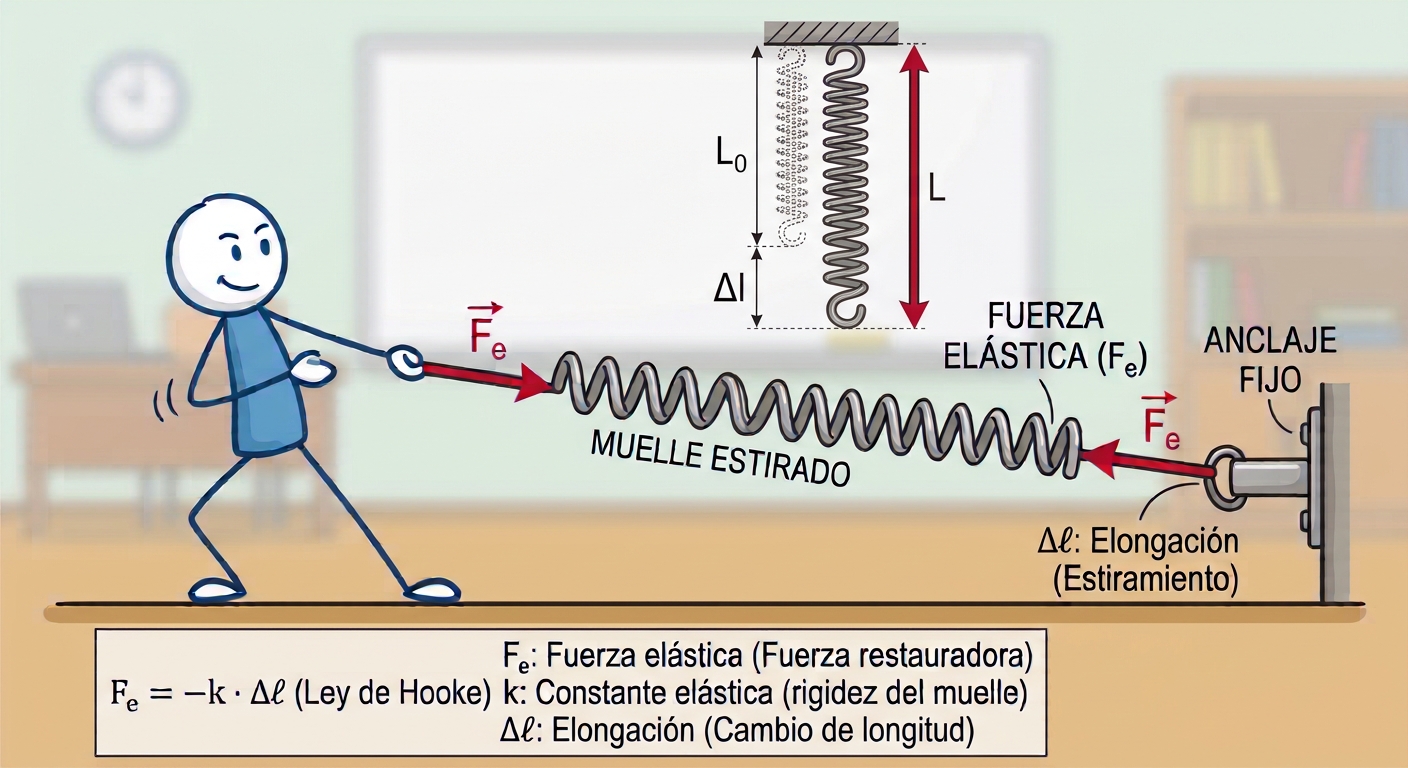 L₀
L
Δl
F⃗ₑ
FUERZA
ELÁSTICA (Fₑ)
ANCLAJE
FIJO
F⃗ₑ
MUELLE ESTIRADO
Δℓ: Elongación
(Estiramiento)
Fₑ: Fuerza elástica (Fuerza restauradora)
Fₑ = −k · Δℓ (Ley de Hooke) k: Constante elástica (rigidez del muelle)
Δℓ: Elongación (Cambio de longitud)